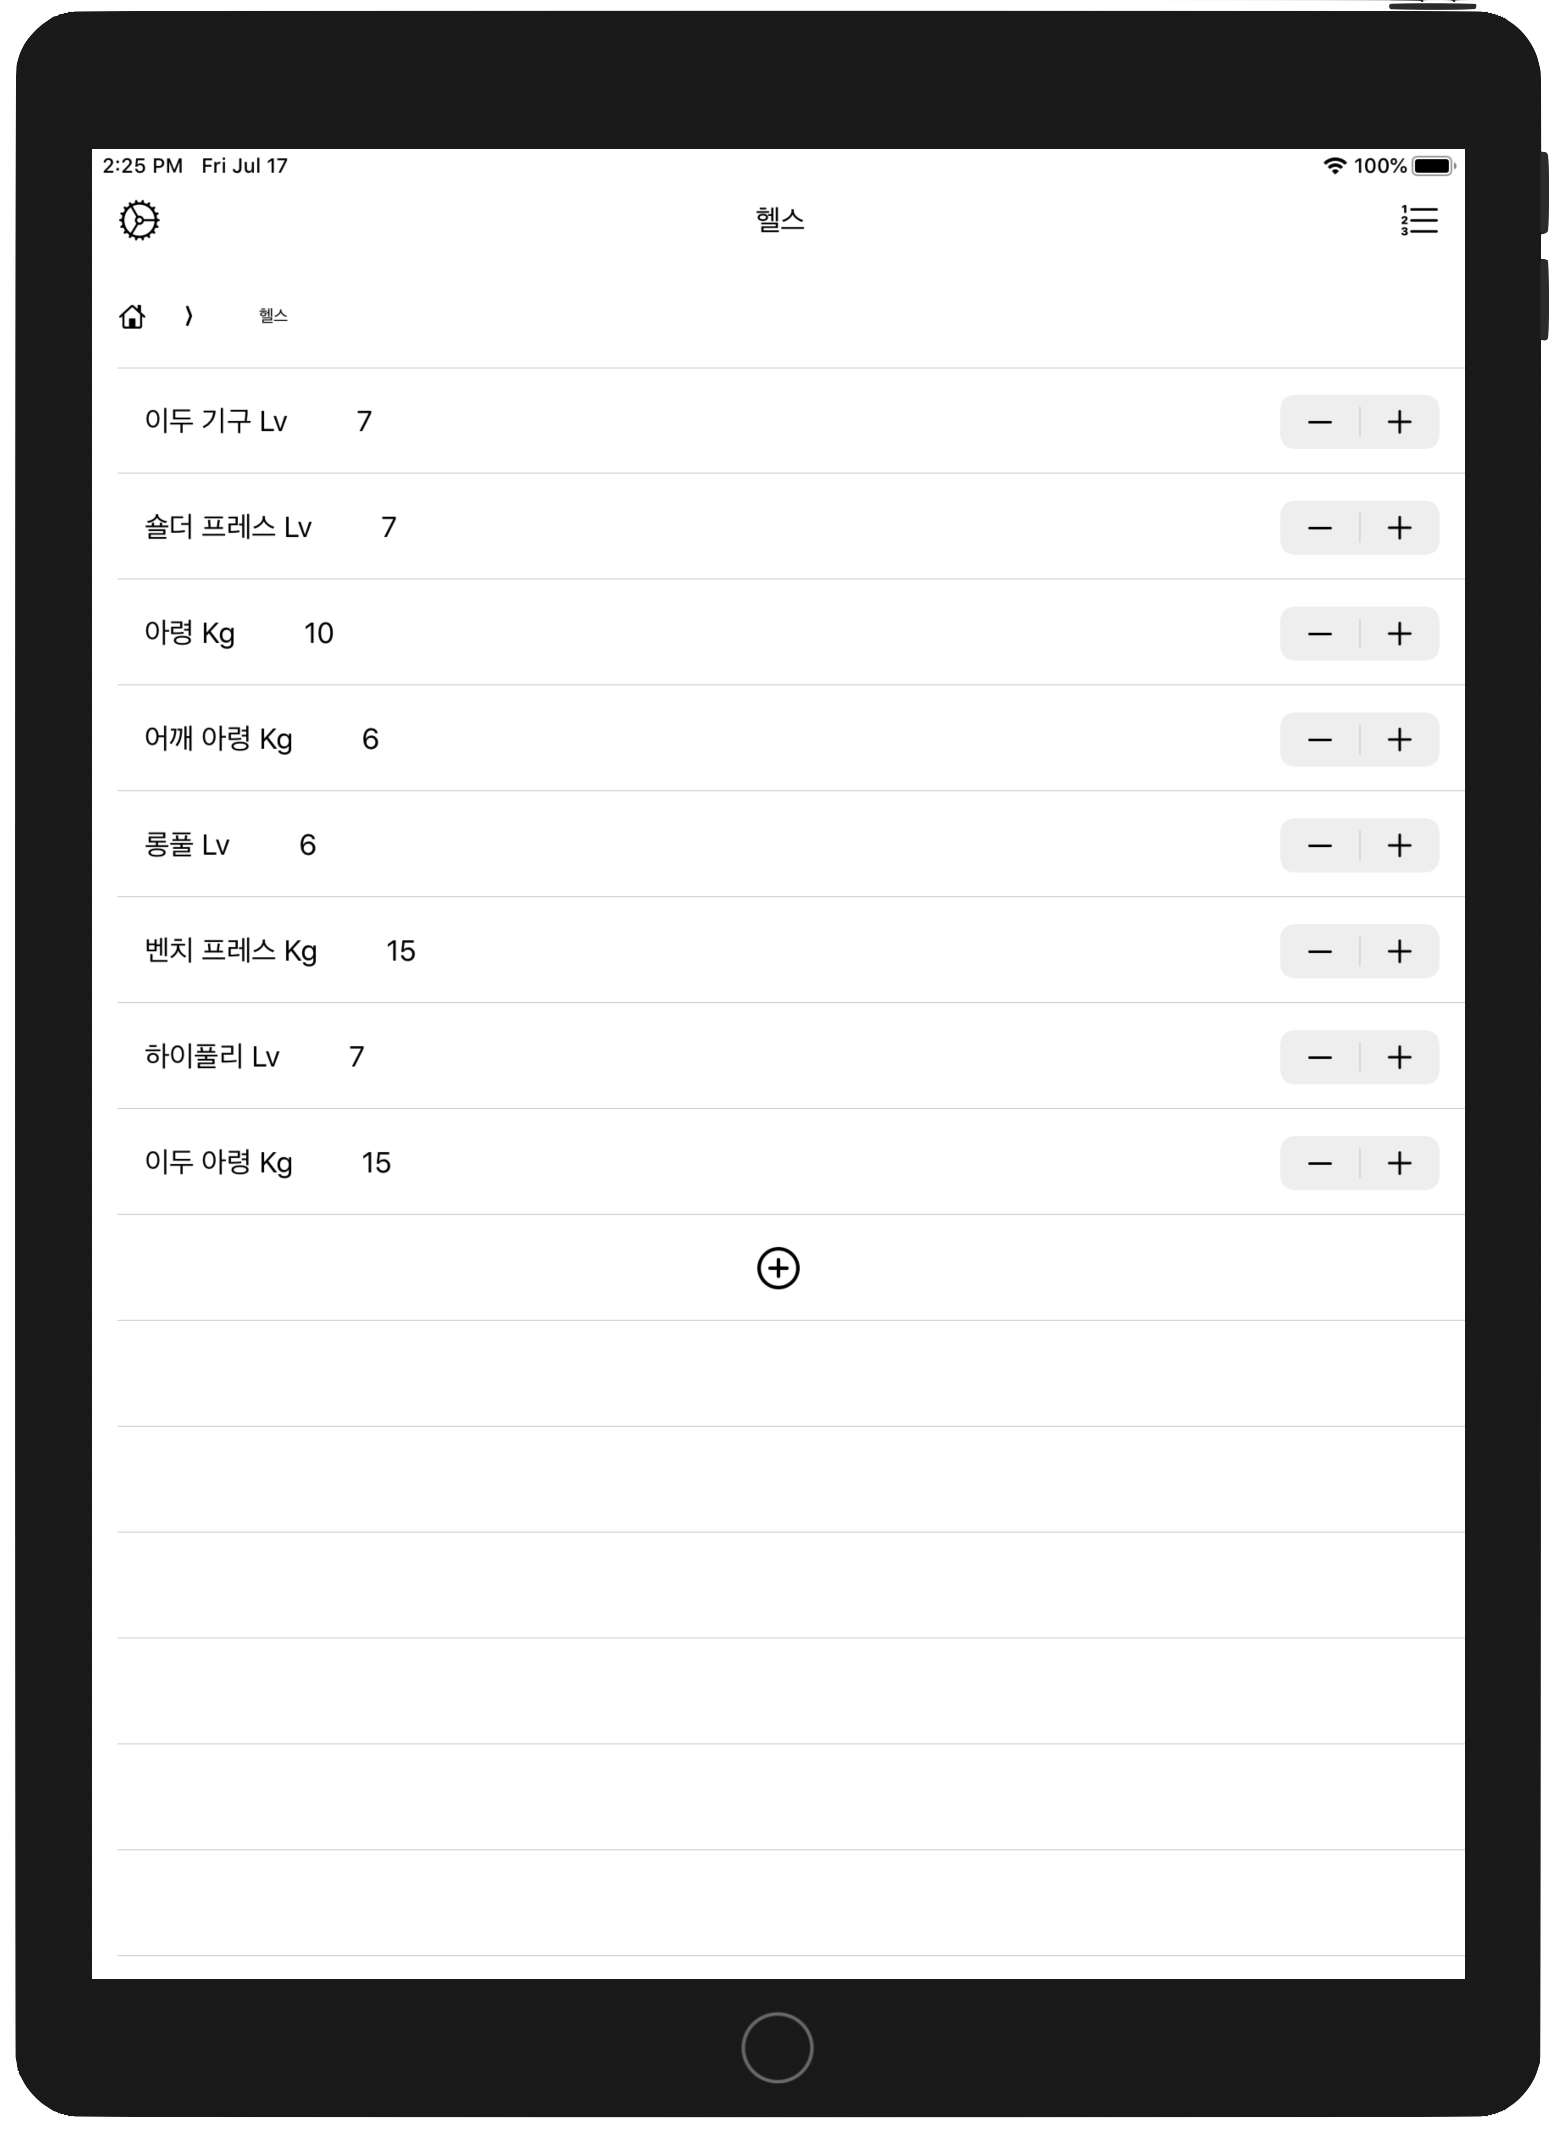 2:25 PM Fri Jul 17 100%
헬스
헬스
이두 기구 Lv 7
숄더 프레스 Lv 7
아령 Kg 10
어깨 아령 Kg 6
롱풀 Lv 6
벤치 프레스 Kg 15
하이풀리 Lv 7
이두 아령 Kg 15